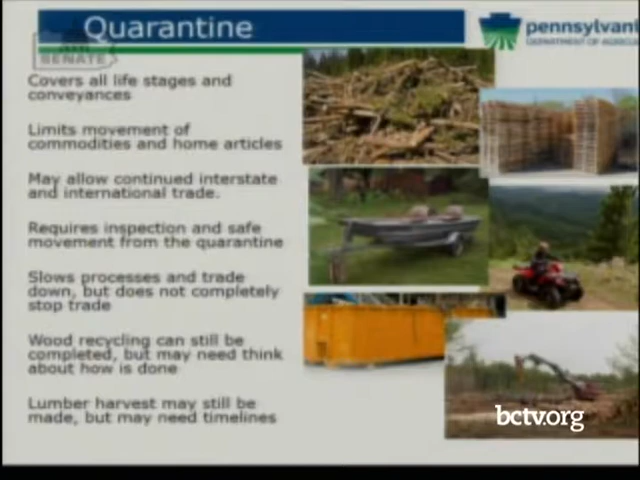 Quarantine
pennsylvan
DEPARTMENT OF AGRICU
SENATE
Covers all life stages and
conveyances
Limits movement of
commodities and home articles
May allow continued interstate
and international trade.
Requires inspection and safe
movement from the quarantine
Slows processes and trade
down, but does not completely
stop trade
Wood recycling can still be
completed, but may need think
about how is done
Lumber harvest may still be
made, but may need timelines
bctv.org